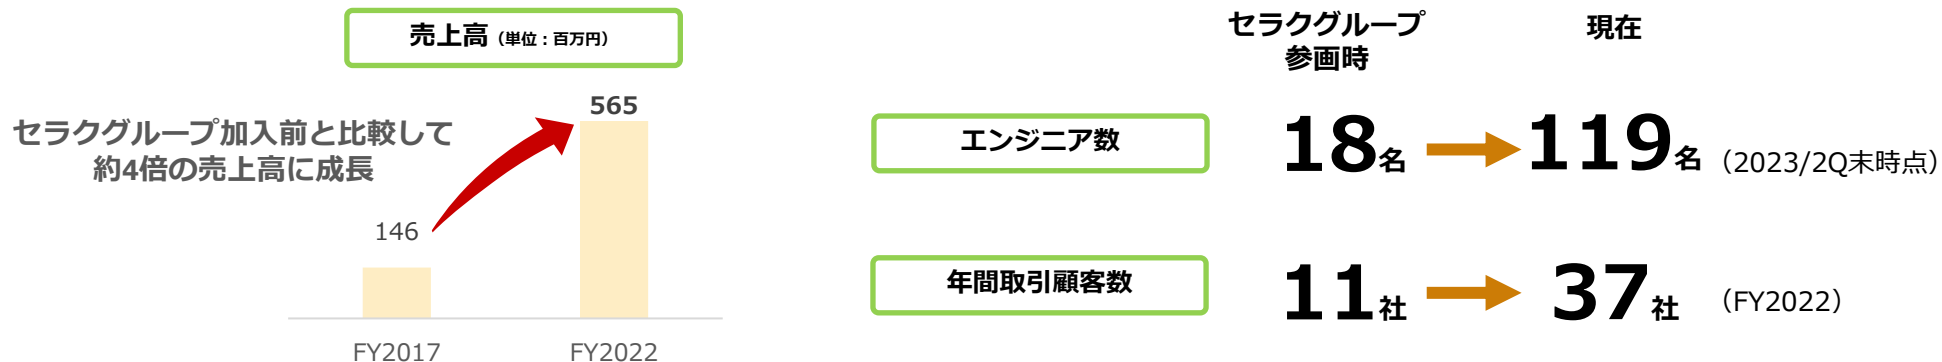 売上高（単位：百万円）
セラクグループ加入前と比較して
約4倍の売上高に成長
565
146
FY2017 FY2022
セラクグループ
参画時
現在
エンジニア数
18名
119名
（2023/2Q末時点）
年間取引顧客数
11社
37社
（FY2022）